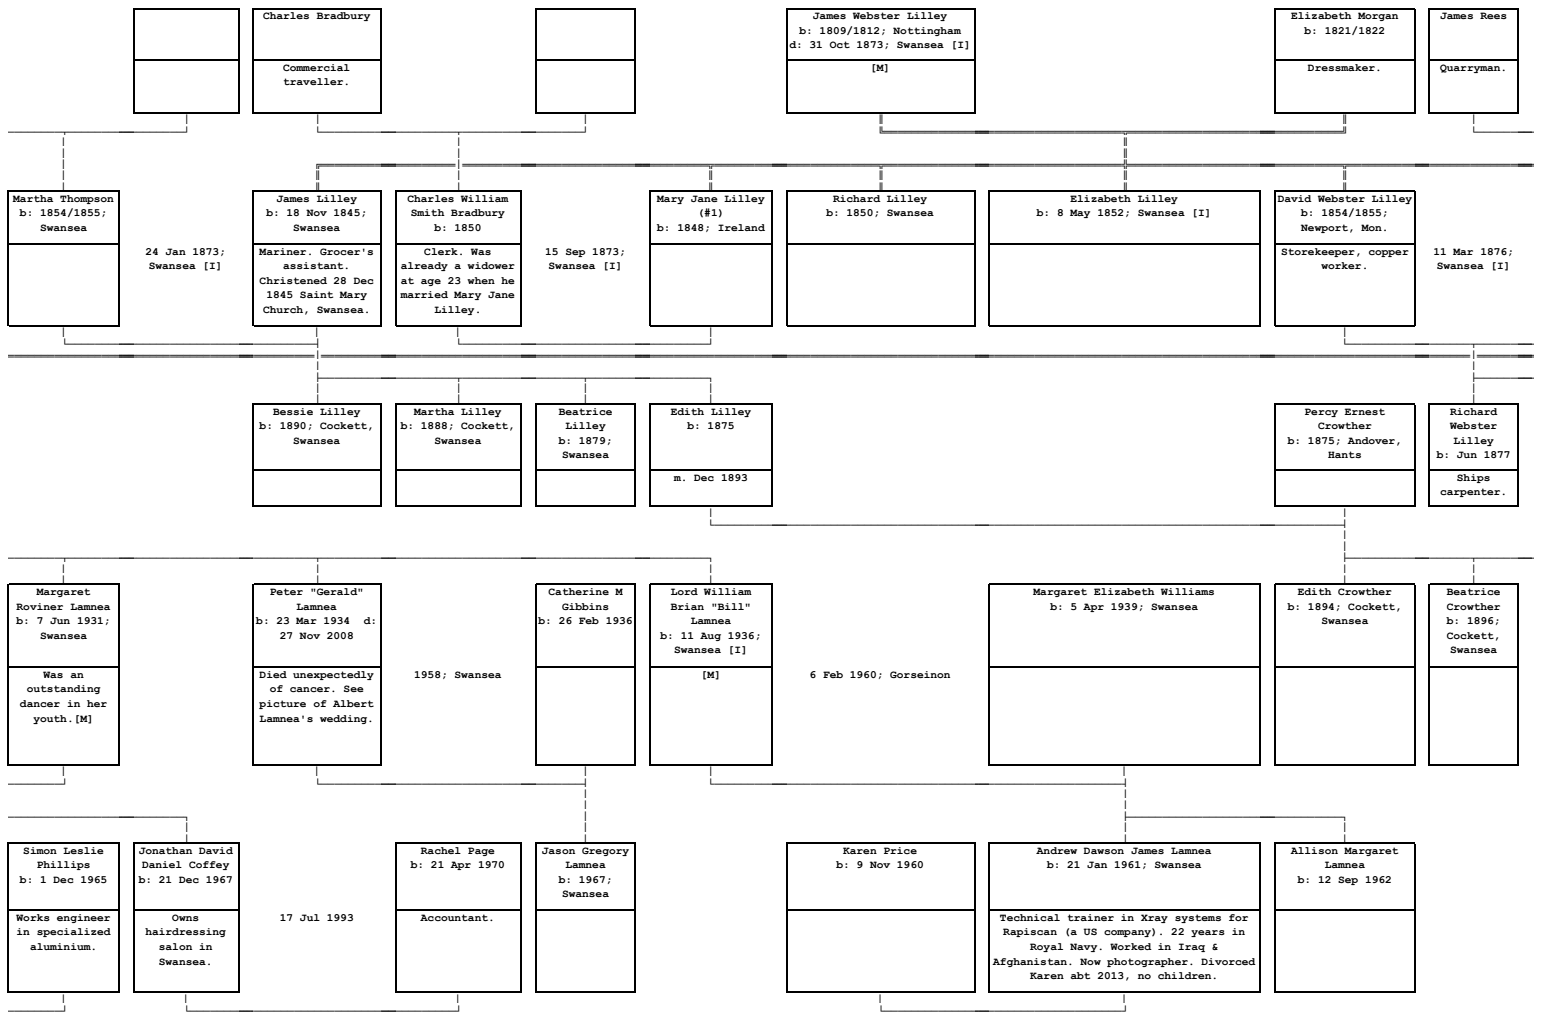 Charles Bradbury
Commercial
traveller.
James Webster Lilley
b: 1809/1812; Nottingham
d: 31 Oct 1873; Swansea [I]
[M]
Elizabeth Morgan
b: 1821/1822
Dressmaker.
James Rees
Quarryman.
Martha Thompson
b: 1854/1855;
Swansea
24 Jan 1873;
Swansea [I]
James Lilley
b: 18 Nov 1845;
Swansea
Mariner. Grocer's
assistant.
Christened 28 Dec
1845 Saint Mary
Church, Swansea.
Charles William
Smith Bradbury
b: 1850
Clerk. Was
already a widower
at age 23 when he
married Mary Jane
Lilley.
15 Sep 1873;
Swansea [I]
Mary Jane Lilley
(#1)
b: 1848; Ireland
Richard Lilley
b: 1850; Swansea
Elizabeth Lilley
b: 8 May 1852; Swansea [I]
David Webster Lilley
b: 1854/1855;
Newport, Mon.
Storekeeper, copper
worker.
11 Mar 1876;
Swansea [I]
Bessie Lilley
b: 1890; Cockett,
Swansea
Martha Lilley
b: 1888; Cockett,
Swansea
Beatrice
Lilley
b: 1879;
Swansea
Edith Lilley
b: 1875
m. Dec 1893
Percy Ernest
Crowther
b: 1875; Andover,
Hants
Richard
Webster
Lilley
b: Jun 1877
Ships
carpenter.
Margaret
Roviner Lamnea
b: 7 Jun 1931;
Swansea
Was an
outstanding
dancer in her
youth.[M]
Peter "Gerald"
Lamnea
b: 23 Mar 1934 d:
27 Nov 2008
Died unexpectedly
of cancer. See
picture of Albert
Lamnea's wedding.
1958; Swansea
Catherine M
Gibbins
b: 26 Feb 1936
Lord William
Brian "Bill"
Lamnea
b: 11 Aug 1936;
Swansea [I]
[M]
6 Feb 1960; Gorseinon
Margaret Elizabeth Williams
b: 5 Apr 1939; Swansea
Edith Crowther
b: 1894; Cockett,
Swansea
Beatrice
Crowther
b: 1896;
Cockett,
Swansea
Simon Leslie
Phillips
b: 1 Dec 1965
Works engineer
in specialized
aluminium.
Jonathan David
Daniel Coffey
b: 21 Dec 1967
Owns
hairdressing
salon in
Swansea.
17 Jul 1993
Rachel Page
b: 21 Apr 1970
Accountant.
Jason Gregory
Lamnea
b: 1967;
Swansea
Karen Price
b: 9 Nov 1960
Andrew Dawson James Lamnea
b: 21 Jan 1961; Swansea
Technical trainer in Xray systems for
Rapiscan (a US company). 22 years in
Royal Navy. Worked in Iraq &
Afghanistan. Now photographer. Divorced
Karen abt 2013, no children.
Allison Margaret
Lamnea
b: 12 Sep 1962